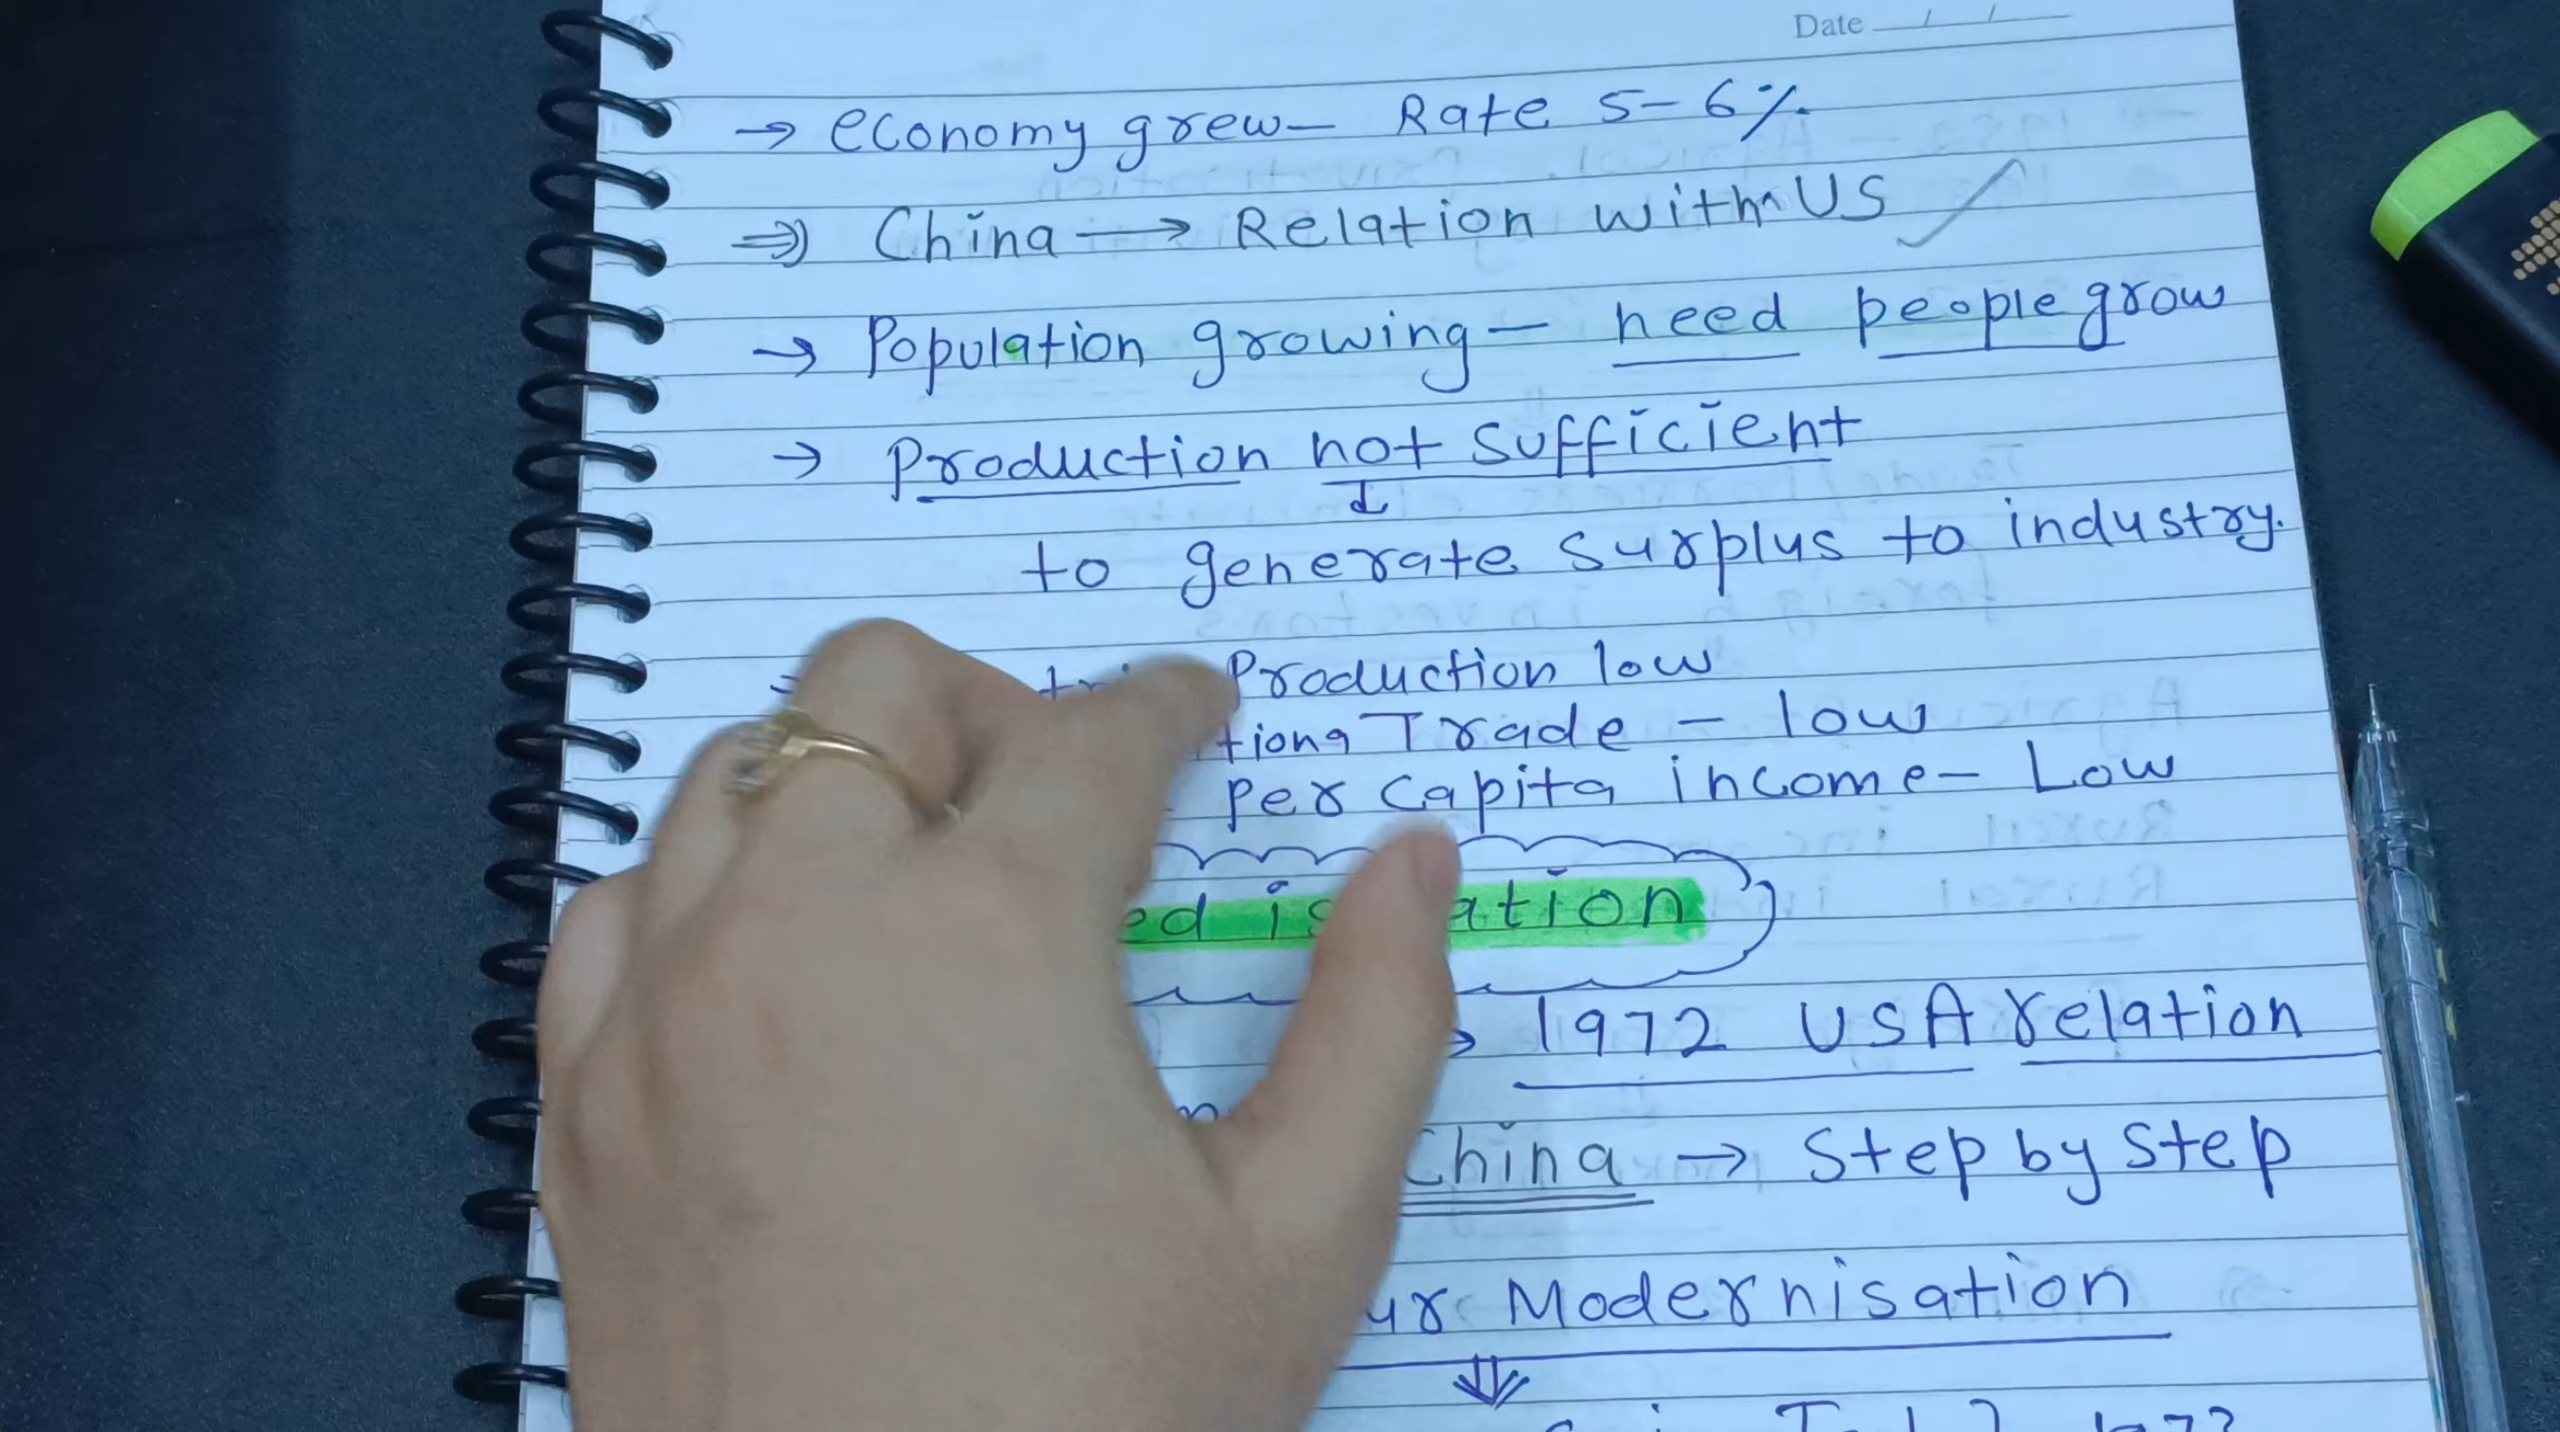 Date
→ economy grew - Rate 5-6%
⇒ China → Relation with US ✓
→ Population growing - need people grow
→ Production not sufficient
↓
to generate surplus to industry.
Production low
Trade - low
Per Capita income - Low
1972 USA relation
China → Step by step
Modernisation
⇓